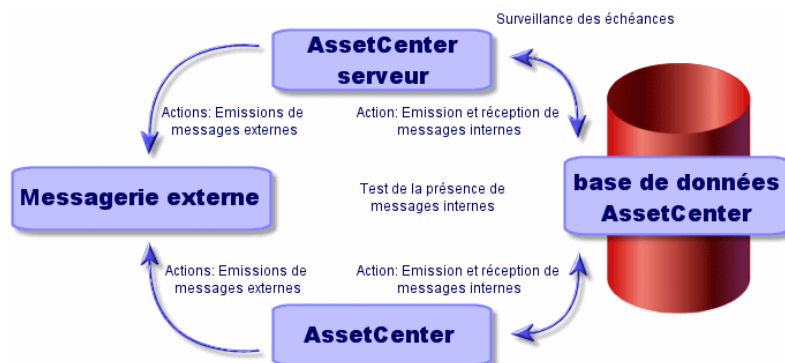 Surveillance des échéances
AssetCenter
serveur
Actions: Emissions de
messages externes
Action: Emission et réception de
messages internes
Messagerie externe
Test de la présence de
messages internes
base de données
AssetCenter
Actions: Emissions de
messages externes
Action: Emission et réception de
messages internes
AssetCenter